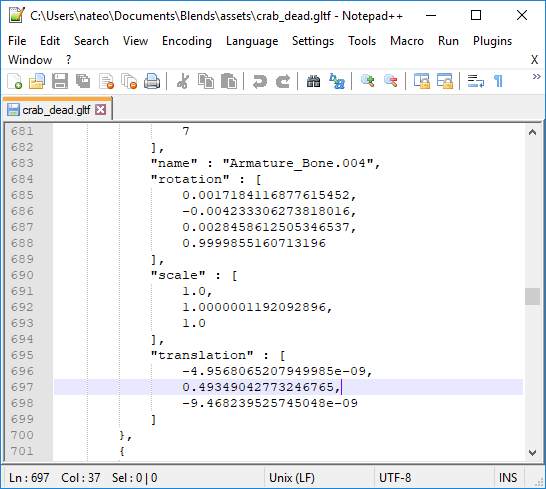 C:\Users\nateo\Documents\Blends\assets\crab_dead.gltf - Notepad++
File Edit Search View Encoding Language Settings Tools Macro Run Plugins
Window ? X
crab_dead.gltf
681 7
682 ],
683 "name" : "Armature_Bone.004",
684 "rotation" : [
685 0.0017184116877615452,
686 -0.004233306273818016,
687 0.0028458612505346537,
688 0.9999855160713196
689 ],
690 "scale" : [
691 1.0,
692 1.0000001192092896,
693 1.0
694 ],
695 "translation" : [
696 -4.9568065207949985e-09,
697 0.49349042773246765,
698 -9.468239525745048e-09
699 ]
700 },
701 {
Ln : 697 Col : 37 Sel : 0 | 0 Unix (LF) UTF-8 INS